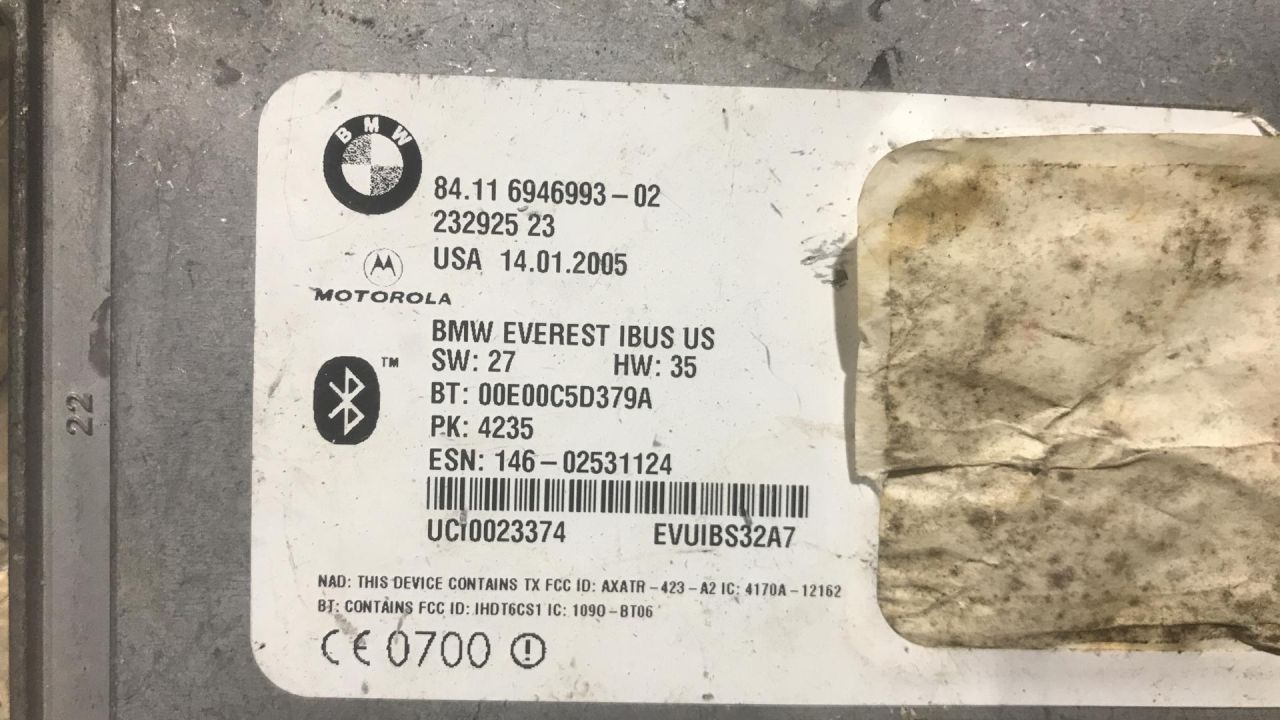 BMW
84.11 6946993-02
232925 23
USA 14.01.2005
MOTOROLA
BMW EVEREST IBUS US
SW: 27 HW: 35
TM
BT: 00E00C5D379A
PK: 4235
ESN: 146-02531124
UCI0023374 EVUIBS32A7
NAD: THIS DEVICE CONTAINS TX FCC ID: AXATR-423-A2 IC: 4170A-12162
BT: CONTAINS FCC ID: IHDT6CS1 IC: 1090-BT06
CE 0700
22